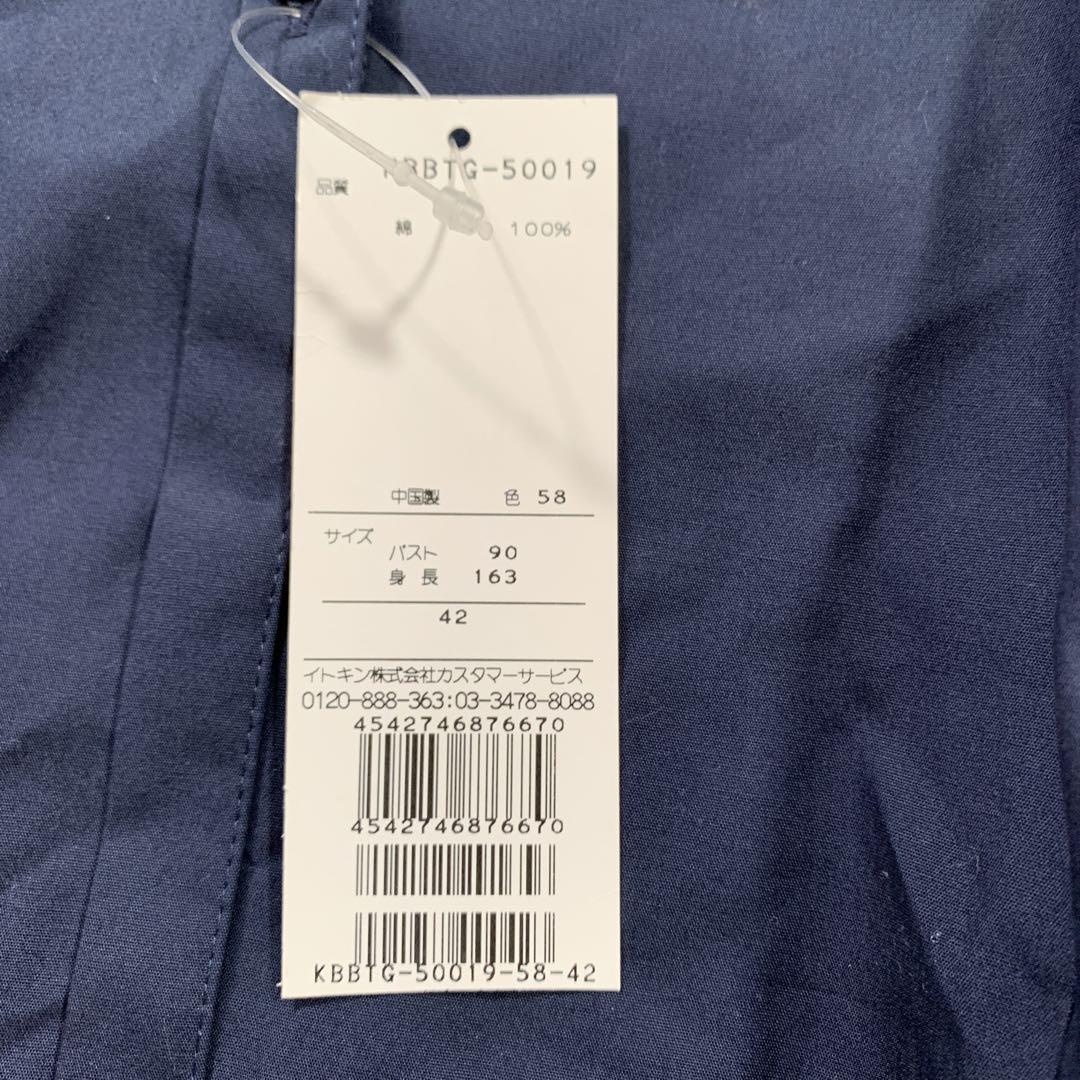 KBBTG-50019
品質
綿 100%
中国製 色 58
サイズ
バスト 90
身長 163
42
イトキン株式会社カスタマーサービス
0120-888-363:03-3478-8088
4542746876670
4542746876670
KBBTG-50019-58-42